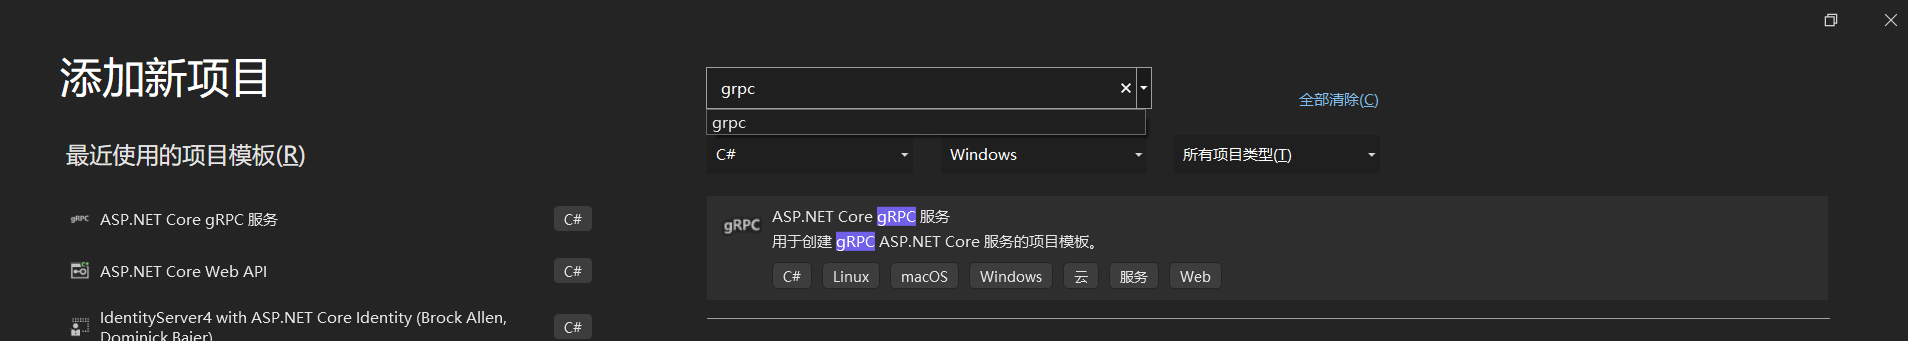 添加新项目
最近使用的项目模板(R)
gRPC
ASP.NET Core gRPC 服务
C#
ASP.NET Core Web API
C#
IdentityServer4 with ASP.NET Core Identity (Brock Allen,
Dominick Baier)
C#
grpc
grpc
全部清除(C)
C#
Windows
所有项目类型(T)
gRPC
ASP.NET Core gRPC 服务
用于创建 gRPC ASP.NET Core 服务的项目模板。
C#
Linux
macOS
Windows
云
服务
Web